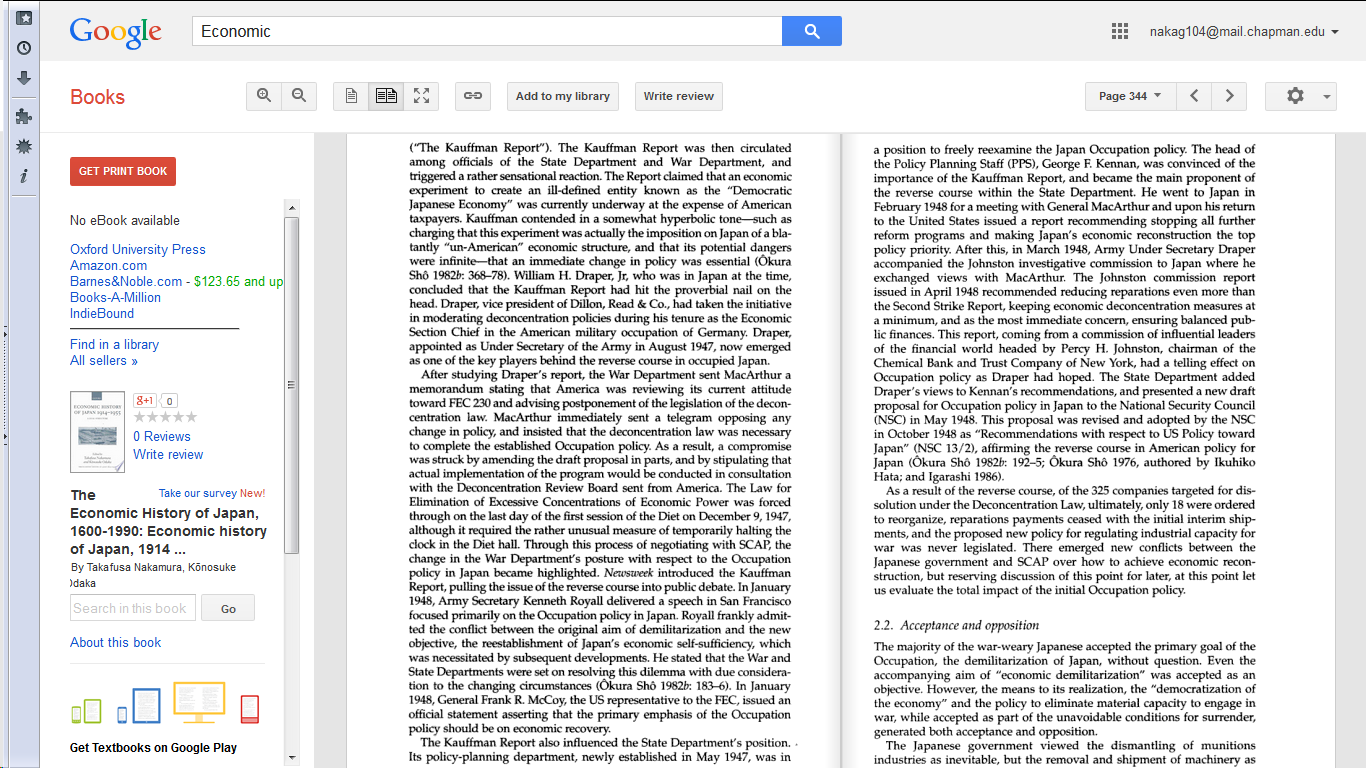 Google
Economic
nakag104@mail.chapman.edu
Books
Add to my library
Write review
Page 344
GET PRINT BOOK
No eBook available
Oxford University Press
Amazon.com
Barnes&Noble.com - $123.65 and up
Books-A-Million
IndieBound
Find in a library
All sellers »
ECONOMIC HISTORY
OF JAPAN 1914-1955
g+1 0
0 Reviews
Write review
The
Take our survey New!
Economic History of Japan,
1600-1990: Economic history
of Japan, 1914 ...
By Takafusa Nakamura, Kōnosuke
Odaka
Search in this book
Go
About this book
Get Textbooks on Google Play
("The Kauffman Report"). The Kauffman Report was then circulated
among officials of the State Department and War Department, and
triggered a rather sensational reaction. The Report claimed that an economic
experiment to create an ill-defined entity known as the "Democratic
Japanese Economy" was currently underway at the expense of American
taxpayers. Kauffman contended in a somewhat hyperbolic tone—such as
charging that this experiment was actually the imposition on Japan of a bla-
tantly "un-American" economic structure, and that its potential dangers
were infinite—that an immediate change in policy was essential (Ôkura
Shô 1982b: 368–78). William H. Draper, Jr, who was in Japan at the time,
concluded that the Kauffman Report had hit the proverbial nail on the
head. Draper, vice president of Dillon, Read & Co., had taken the initiative
in moderating deconcentration policies during his tenure as the Economic
Section Chief in the American military occupation of Germany. Draper,
appointed as Under Secretary of the Army in August 1947, now emerged
as one of the key players behind the reverse course in occupied Japan.
After studying Draper's report, the War Department sent MacArthur a
memorandum stating that America was reviewing its current attitude
toward FEC 230 and advising postponement of the legislation of the decon-
centration law. MacArthur immediately sent a telegram opposing any
change in policy, and insisted that the deconcentration law was necessary
to complete the established Occupation policy. As a result, a compromise
was struck by amending the draft proposal in parts, and by stipulating that
actual implementation of the program would be conducted in consultation
with the Deconcentration Review Board sent from America. The Law for
Elimination of Excessive Concentrations of Economic Power was forced
through on the last day of the first session of the Diet on December 9, 1947,
although it required the rather unusual measure of temporarily halting the
clock in the Diet hall. Through this process of negotiating with SCAP, the
change in the War Department's posture with respect to the Occupation
policy in Japan became highlighted. Newsweek introduced the Kauffman
Report, pulling the issue of the reverse course into public debate. In January
1948, Army Secretary Kenneth Royall delivered a speech in San Francisco
focused primarily on the Occupation policy in Japan. Royall frankly admit-
ted the conflict between the original aim of demilitarization and the new
objective, the reestablishment of Japan's economic self-sufficiency, which
was necessitated by subsequent developments. He stated that the War and
State Departments were set on resolving this dilemma with due considera-
tion to the changing circumstances (Ôkura Shô 1982b: 183–6). In January
1948, General Frank R. McCoy, the US representative to the FEC, issued an
official statement asserting that the primary emphasis of the Occupation
policy should be on economic recovery.
The Kauffman Report also influenced the State Department's position.
Its policy-planning department, newly established in May 1947, was in
a position to freely reexamine the Japan Occupation policy. The head of
the Policy Planning Staff (PPS), George F. Kennan, was convinced of the
importance of the Kauffman Report, and became the main proponent of
the reverse course within the State Department. He went to Japan in
February 1948 for a meeting with General MacArthur and upon his return
to the United States issued a report recommending stopping all further
reform programs and making Japan's economic reconstruction the top
policy priority. After this, in March 1948, Army Under Secretary Draper
accompanied the Johnston investigative commission to Japan where he
exchanged views with MacArthur. The Johnston commission report
issued in April 1948 recommended reducing reparations even more than
the Second Strike Report, keeping economic deconcentration measures at
a minimum, and as the most immediate concern, ensuring balanced pub-
lic finances. This report, coming from a commission of influential leaders
of the financial world headed by Percy H. Johnston, chairman of the
Chemical Bank and Trust Company of New York, had a telling effect on
Occupation policy as Draper had hoped. The State Department added
Draper's views to Kennan's recommendations, and presented a new draft
proposal for Occupation policy in Japan to the National Security Council
(NSC) in May 1948. This proposal was revised and adopted by the NSC
in October 1948 as "Recommendations with respect to US Policy toward
Japan" (NSC 13/2), affirming the reverse course in American policy for
Japan (Ôkura Shô 1982b: 192–5; Ôkura Shô 1976, authored by Ikuhiko
Hata; and Igarashi 1986).
As a result of the reverse course, of the 325 companies targeted for dis-
solution under the Deconcentration Law, ultimately, only 18 were ordered
to reorganize, reparations payments ceased with the initial interim ship-
ments, and the proposed new policy for regulating industrial capacity for
war was never legislated. There emerged new conflicts between the
Japanese government and SCAP over how to achieve economic recon-
struction, but reserving discussion of this point for later, at this point let
us evaluate the total impact of the initial Occupation policy.
2.2. Acceptance and opposition
The majority of the war-weary Japanese accepted the primary goal of the
Occupation, the demilitarization of Japan, without question. Even the
accompanying aim of "economic demilitarization" was accepted as an
objective. However, the means to its realization, the "democratization of
the economy" and the policy to eliminate material capacity to engage in
war, while accepted as part of the unavoidable conditions for surrender,
generated both acceptance and opposition.
The Japanese government viewed the dismantling of munitions
industries as inevitable, but the removal and shipment of machinery as